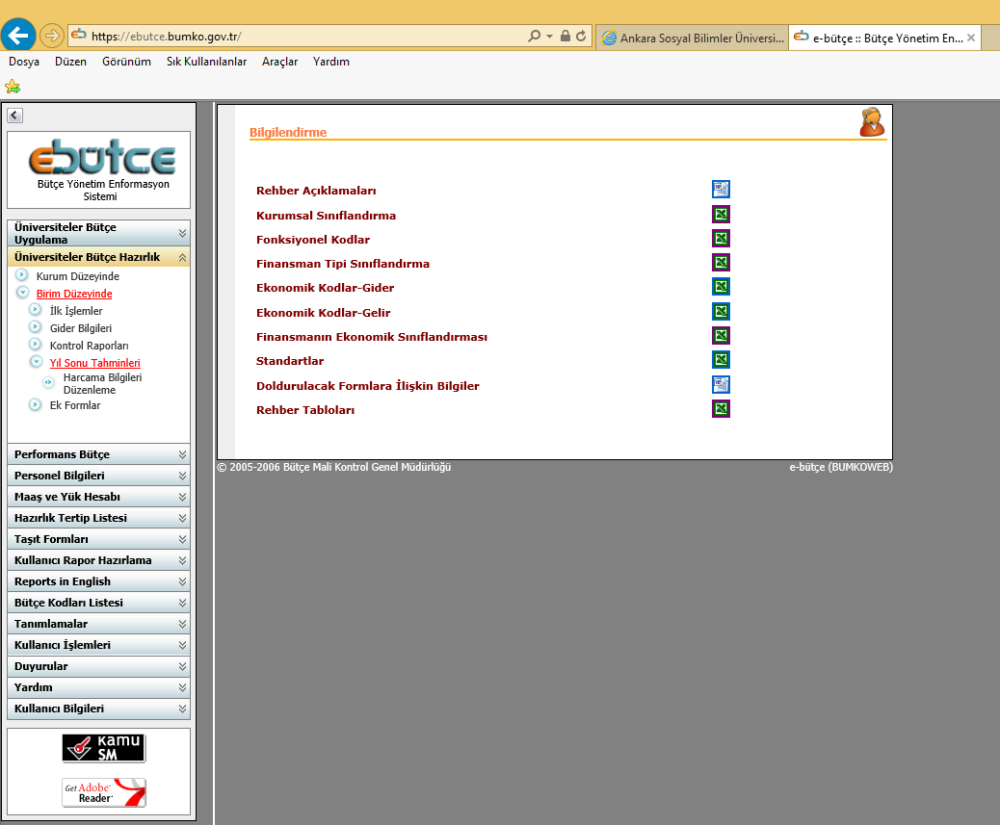 https://ebutce.bumko.gov.tr/
Ankara Sosyal Bilimler Üniversi...
e-bütçe :: Bütçe Yönetim En...
Dosya Düzen Görünüm Sık Kullanılanlar Araçlar Yardım
ebütçe
Bütçe Yönetim Enformasyon
Sistemi
Üniversiteler Bütçe
Uygulama
Üniversiteler Bütçe Hazırlık
Kurum Düzeyinde
Birim Düzeyinde
İlk İşlemler
Gider Bilgileri
Kontrol Raporları
Yıl Sonu Tahminleri
Harcama Bilgileri
Düzenleme
Ek Formlar
Performans Bütçe
Personel Bilgileri
Maaş ve Yük Hesabı
Hazırlık Tertip Listesi
Taşıt Formları
Kullanıcı Rapor Hazırlama
Reports in English
Bütçe Kodları Listesi
Tanımlamalar
Kullanıcı İşlemleri
Duyurular
Yardım
Kullanıcı Bilgileri
kamu
SM
Get Adobe
Reader
Bilgilendirme
Rehber Açıklamaları
Kurumsal Sınıflandırma
Fonksiyonel Kodlar
Finansman Tipi Sınıflandırma
Ekonomik Kodlar-Gider
Ekonomik Kodlar-Gelir
Finansmanın Ekonomik Sınıflandırması
Standartlar
Doldurulacak Formlara İlişkin Bilgiler
Rehber Tabloları
© 2005-2006 Bütçe Mali Kontrol Genel Müdürlüğü
e-bütçe (BUMKOWEB)